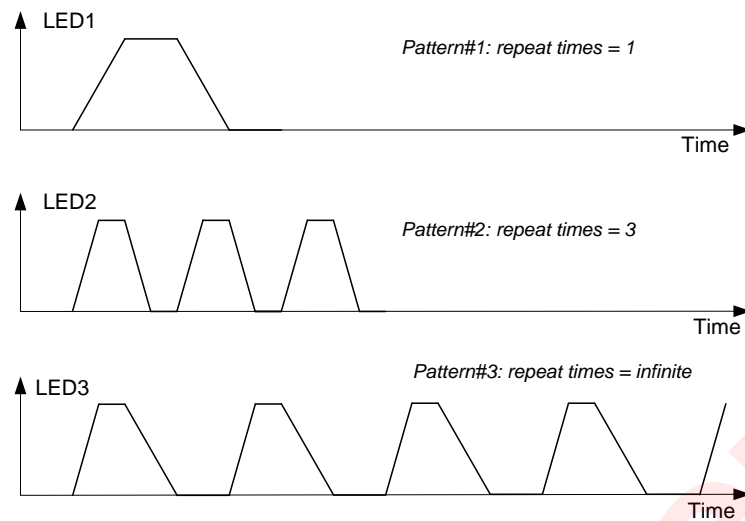 LED1
Pattern#1: repeat times = 1
Time
LED2
Pattern#2: repeat times = 3
Time
Pattern#3: repeat times = infinite
LED3
Time